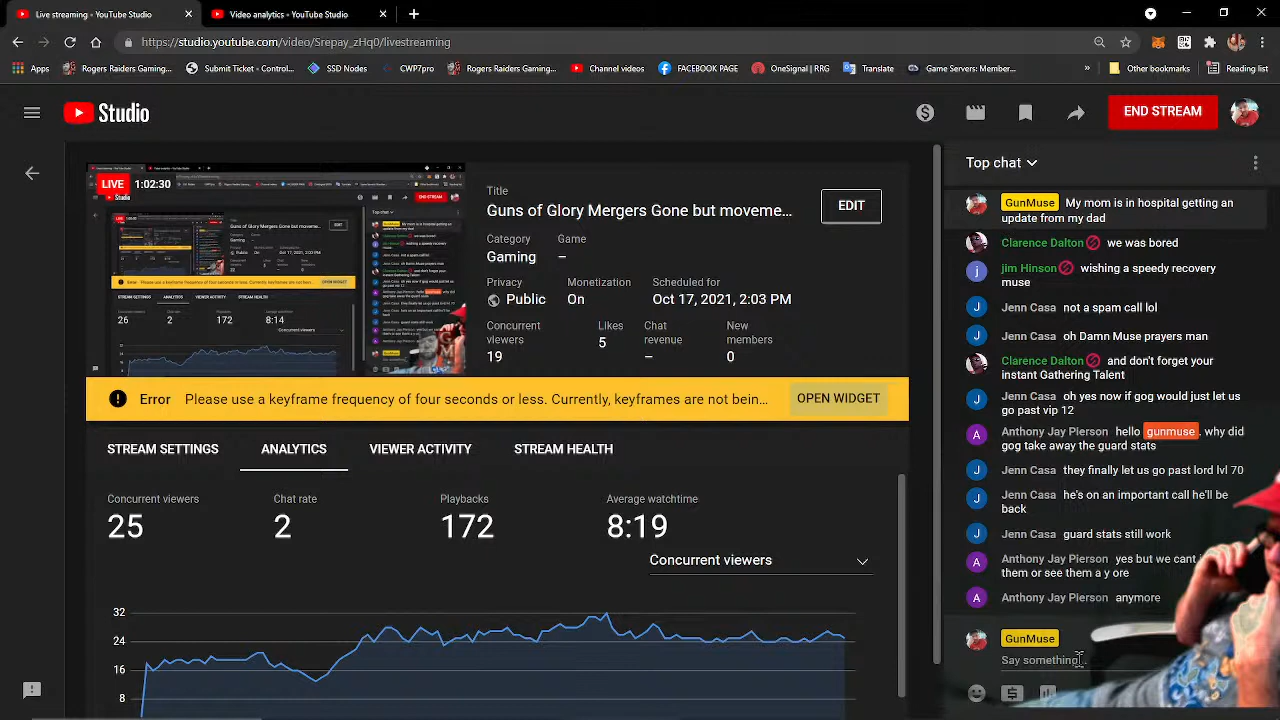 Live streaming - YouTube Studio
Video analytics - YouTube Studio
https://studio.youtube.com/video/Srepay_zHq0/livestreaming
Apps
Rogers Raiders Gaming...
Submit Ticket - Control...
SSD Nodes
CWP7pro
Rogers Raiders Gaming...
Channel videos
FACEBOOK PAGE
OneSignal | RRG
Translate
Game Servers: Member...
»
Other bookmarks
Reading list
Studio
END STREAM
LIVE 1:02:30
Title
Guns of Glory Merges Gone but moveme...
EDIT
Category
Game
Gaming
–
Privacy
Monetization
Scheduled for
Public
On
Oct 17, 2021, 2:03 PM
Concurrent viewers
Likes
Chat revenue
New members
19
5
–
0
Error Please use a keyframe frequency of four seconds or less. Currently, keyframes are not bein...
OPEN WIDGET
STREAM SETTINGS
ANALYTICS
VIEWER ACTIVITY
STREAM HEALTH
Concurrent viewers
Chat rate
Playbacks
Average watchtime
25
2
172
8:19
Concurrent viewers
32
24
16
8
Top chat
GunMuse My mom is in hospital getting an
update from my dad
Clarence Dalton we was bored
jim Hinson wishing a speedy recovery
muse
Jenn Casa not a spam call lol
Jenn Casa oh thank Muse prayers man
Clarence Dalton and don't forget your
instant Gathering Talent
Jenn Casa oh yes now if gog would just let us
go past vip 12
Anthony Jay PIerson hello gunmuse. why did
gog take away the guard stats
Jenn Casa they finally let us go past lord lvl 70
Jenn Casa he's on an important call he'll be
back
Jenn Casa guard stats still work
Anthony Jay PIerson yes but we cant
them or see them a y ore
Anthony Jay PIerson anymore
GunMuse
Say something